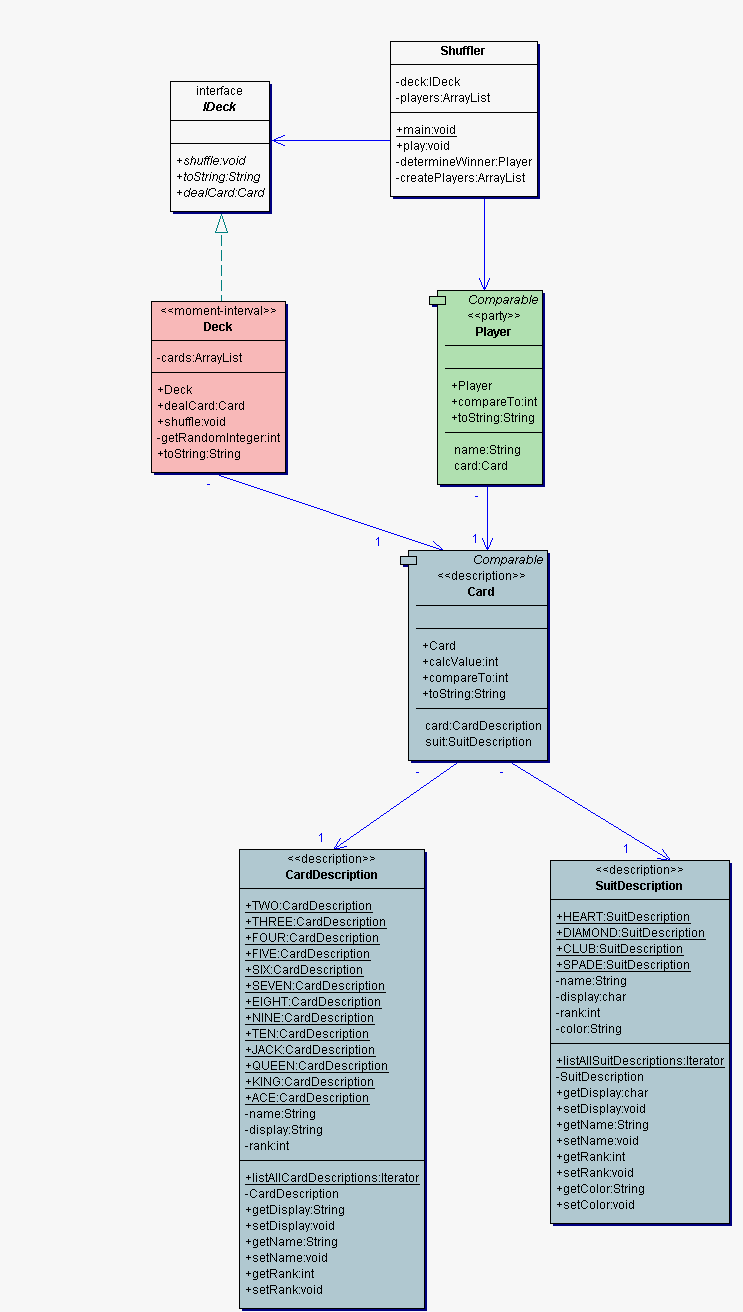 Shuffler
-deck:IDeck
-players:ArrayList
+main:void
+play:void
-determineWinner:Player
-createPlayers:ArrayList
interface
IDeck
+shuffle:void
+toString:String
+dealCard:Card
<<moment-interval>>
Deck
-cards:ArrayList
+Deck
+dealCard:Card
+shuffle:void
-getRandomInteger:int
+toString:String
Comparable
<<party>>
Player
+Player
+compareTo:int
+toString:String
name:String
card:Card
-
1
-
1
Comparable
<<description>>
Card
+Card
+calcValue:int
+compareTo:int
+toString:String
card:CardDescription
suit:SuitDescription
-
1
-
1
<<description>>
CardDescription
+TWO:CardDescription
+THREE:CardDescription
+FOUR:CardDescription
+FIVE:CardDescription
+SIX:CardDescription
+SEVEN:CardDescription
+EIGHT:CardDescription
+NINE:CardDescription
+TEN:CardDescription
+JACK:CardDescription
+QUEEN:CardDescription
+KING:CardDescription
+ACE:CardDescription
-name:String
-display:String
-rank:int
+listAllCardDescriptions:Iterator
-CardDescription
+getDisplay:String
+setDisplay:void
+getName:String
+setName:void
+getRank:int
+setRank:void
<<description>>
SuitDescription
+HEART:SuitDescription
+DIAMOND:SuitDescription
+CLUB:SuitDescription
+SPADE:SuitDescription
-name:String
-display:char
-rank:int
-color:String
+listAllSuitDescriptions:Iterator
-SuitDescription
+getDisplay:char
+setDisplay:void
+getName:String
+setName:void
+getRank:int
+setRank:void
+getColor:String
+setColor:void